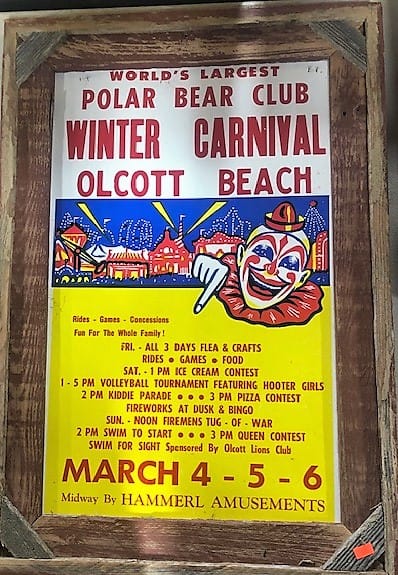 WORLD'S LARGEST
POLAR BEAR CLUB
WINTER CARNIVAL
OLCOTT BEACH
Rides - Games - Concessions
Fun For The Whole Family!
FRI. - ALL 3 DAYS FLEA & CRAFTS
RIDES ● GAMES ● FOOD
SAT. - 1 PM ICE CREAM CONTEST
1 - 5 PM VOLLEYBALL TOURNAMENT FEATURING HOOTER GIRLS
2 PM KIDDIE PARADE ● ● ● 3 PM PIZZA CONTEST
FIREWORKS AT DUSK & BINGO
SUN. - NOON FIREMENS TUG - OF - WAR
2 PM SWIM TO START ● ● ● 3 PM QUEEN CONTEST
SWIM FOR SIGHT Sponsored By Olcott Lions Club
MARCH 4 - 5 - 6
Midway By HAMMERL AMUSEMENTS